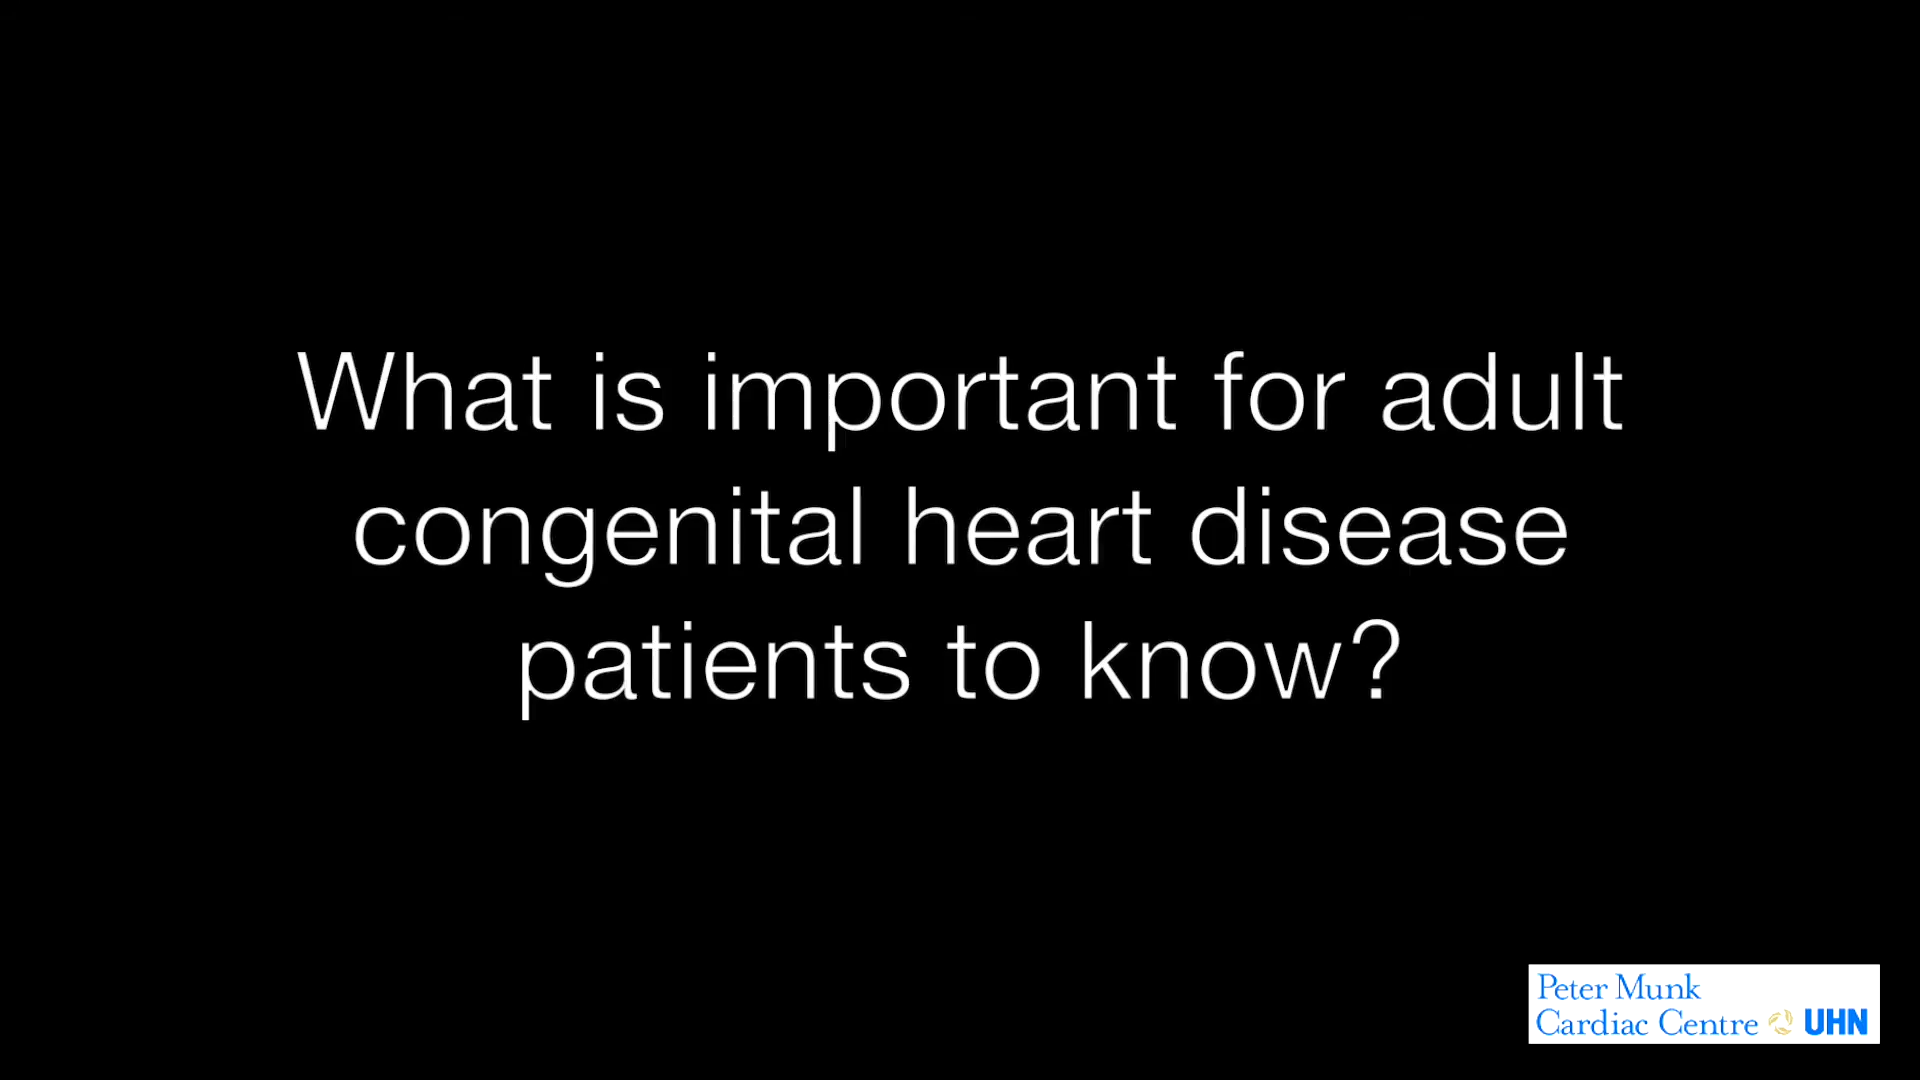 What is important for adult
congenital heart disease
patients to know?
Peter Munk
Cardiac Centre UHN